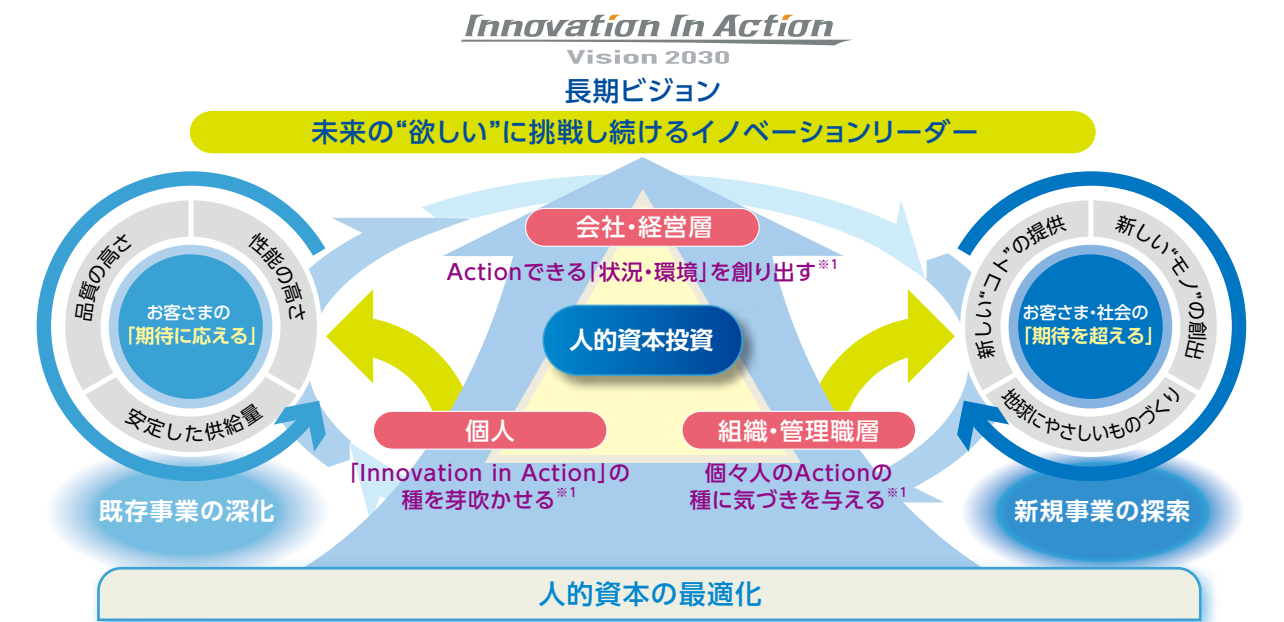 Innovation In Action
Vision 2030
長期ビジョン
未来の“欲しい”に挑戦し続けるイノベーションリーダー
品質の高さ
性能の高さ
安定した供給量
お客さまの
「期待に応える」
既存事業の深化
会社・経営層
Actionできる「状況・環境」を創り出す※1
人的資本投資
個人
「Innovation in Action」の
種を芽吹かせる※1
組織・管理職層
個々人のActionの
種に気づきを与える※1
新しい“コト”の提供
新しい“モノ”の創出
地球にやさしいものづくり
お客さま・社会の
「期待を超える」
新規事業の探索
人的資本の最適化